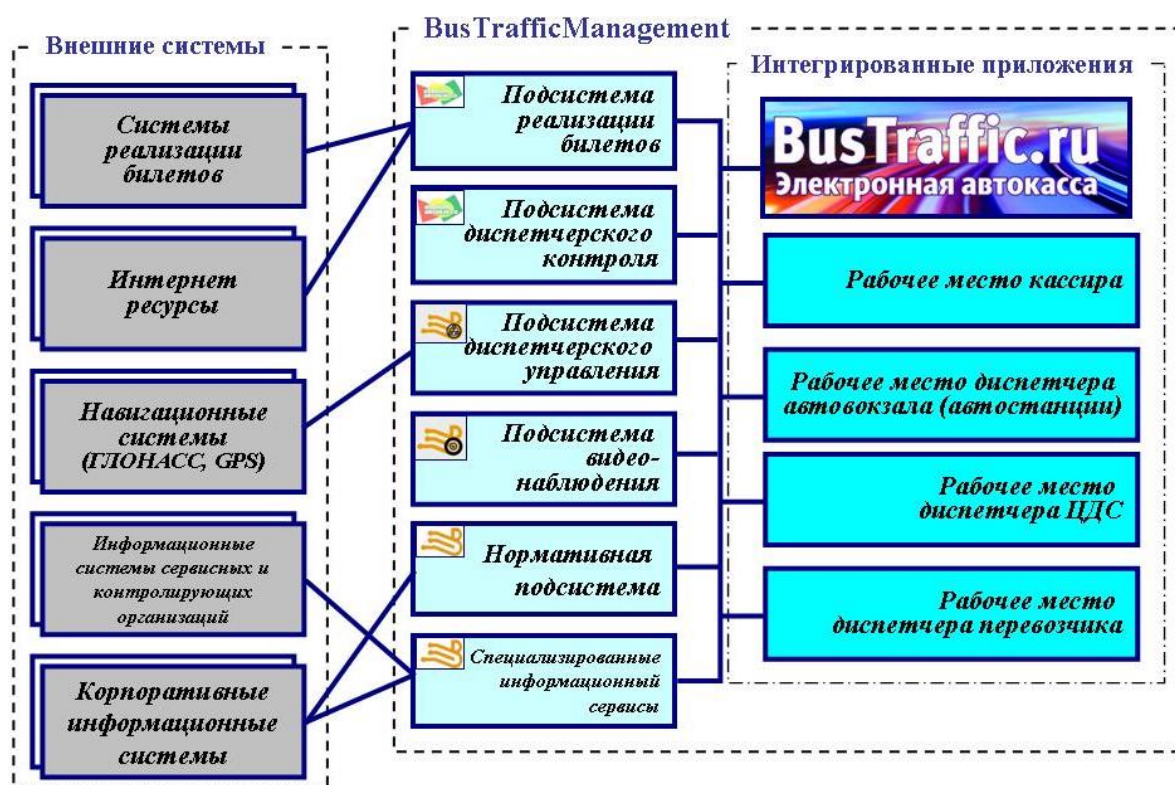 Внешние системы
Системы
реализации
билетов
Интернет
ресурсы
Навигационные
системы
(ГЛОНАСС, GPS)
Информационные
системы сервисных и
контролирующих
организаций
Корпоративные
информационные
системы
BusTrafficManagement
Подсистема
реализации
билетов
Подсистема
диспетчерского
контроля
Подсистема
диспетчерского
управления
Подсистема
видео-
наблюдения
Нормативная
подсистема
Специализированные
информационный
сервисы
Интегрированные приложения
BusTraffic.ru
Электронная автокасса
Рабочее место кассира
Рабочее место диспетчера
автовокзала (автостанции)
Рабочее место
диспетчера ЦДС
Рабочее место
диспетчера перевозчика